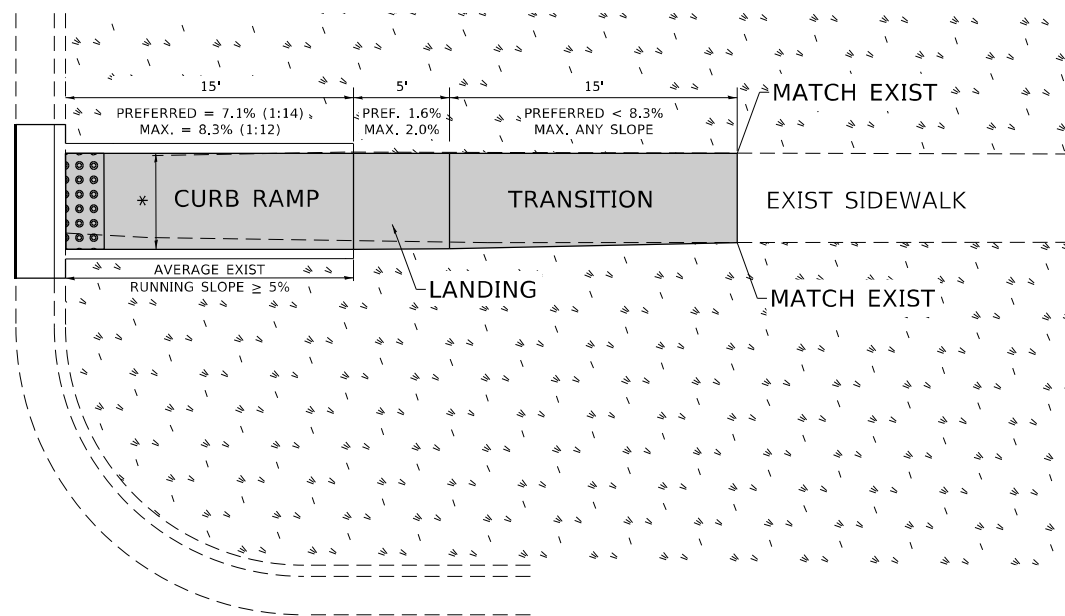 15'
5'
15'
PREFERRED = 7.1% (1:14)
MAX. = 8.3% (1:12)
PREF. 1.6%
MAX. 2.0%
PREFERRED < 8.3%
MAX. ANY SLOPE
MATCH EXIST
*
CURB RAMP
TRANSITION
EXIST SIDEWALK
AVERAGE EXIST
RUNNING SLOPE ≥ 5%
LANDING
MATCH EXIST